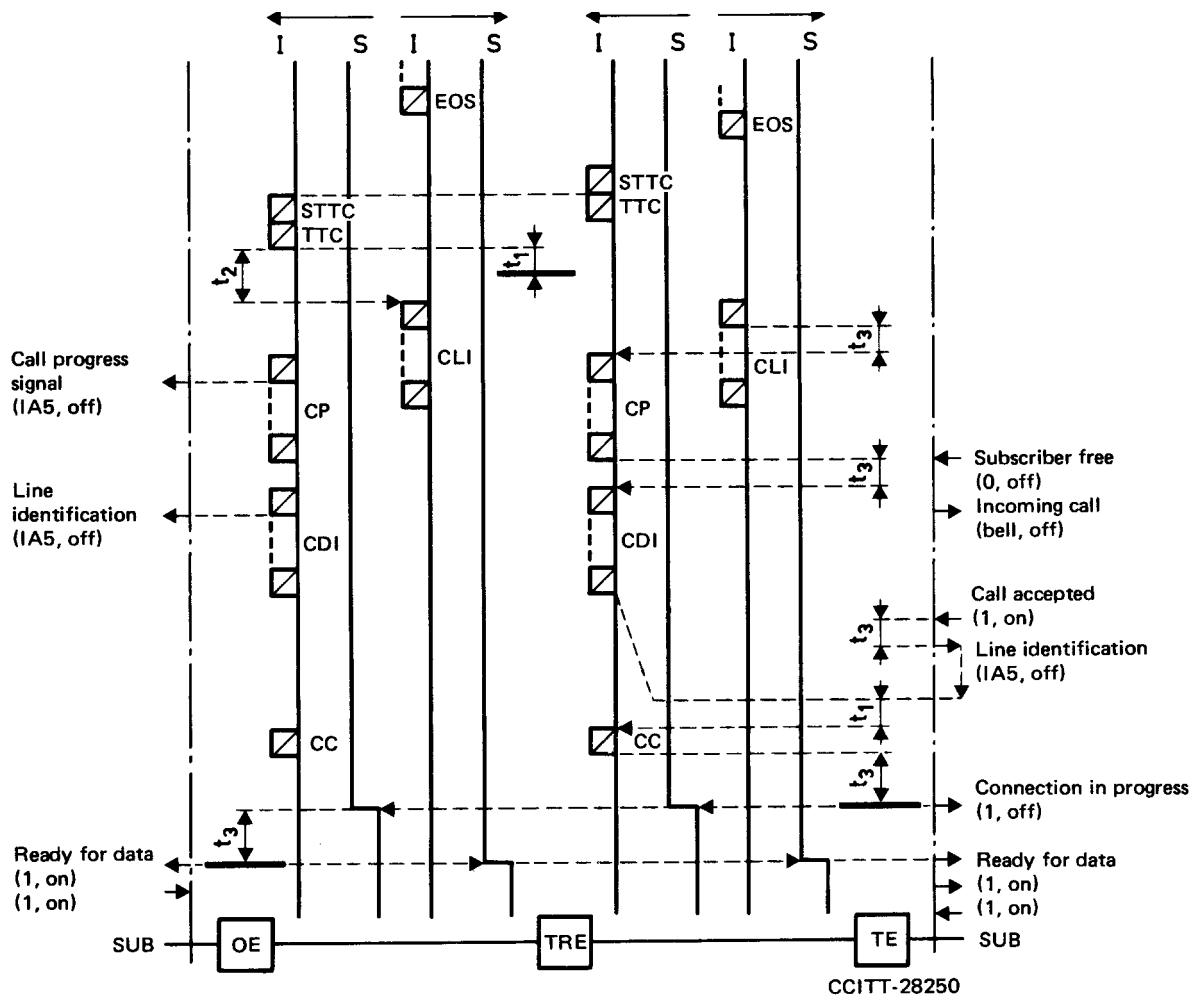 I S I S I S I S
EOS
EOS
STTC
TTC
STTC
TTC
t1
t2
t3
CLI
CLI
Call progress
signal
(IA5, off)
CP
CP
t3
Subscriber free
(0, off)
Incoming call
(bell, off)
Line
identification
(IA5, off)
CDI
CDI
Call accepted
(1, on)
t3
Line identification
(IA5, off)
t1
CC
CC
t3
Connection in progress
(1, off)
t3
Ready for data
(1, on)
(1, on)
Ready for data
(1, on)
(1, on)
SUB OE TRE TE SUB
CCITT-28250